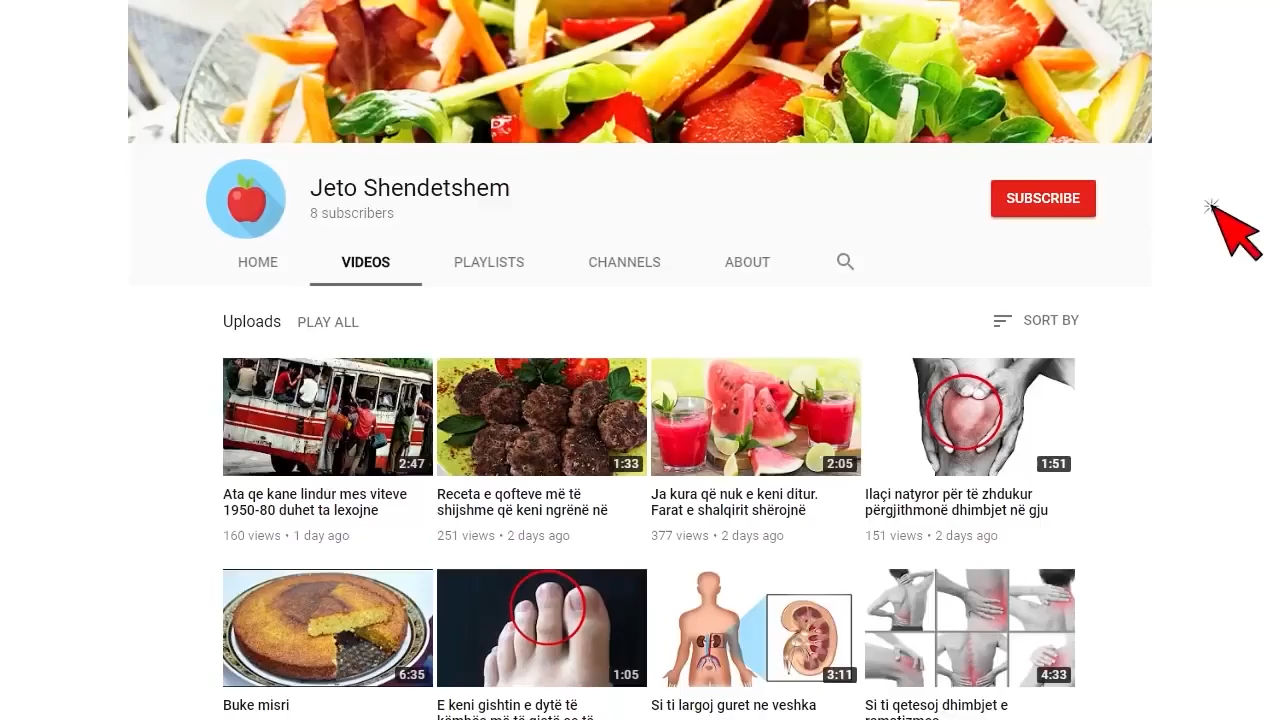 Jeto Shendetshem
8 subscribers
SUBSCRIBE
HOME VIDEOS PLAYLISTS CHANNELS ABOUT
Uploads PLAY ALL SORT BY
2:47 1:33 2:05 1:51
Ata qe kane lindur mes viteve
1950-80 duhet ta lexojne
160 views • 1 day ago
Receta e qofteve më të
shijshme që keni ngrënë në
251 views • 2 days ago
Ja kura që nuk e keni ditur.
Farat e shalqirit shërojnë
377 views • 2 days ago
Ilaçi natyror për të zhdukur
përgjithmonë dhimbjet në gju
151 views • 2 days ago
6:35 1:05 3:11 4:33
Buke misri
E keni gishtin e dytë të
Si ti largoj guret ne veshka
Si ti qetesoj dhimbjet e